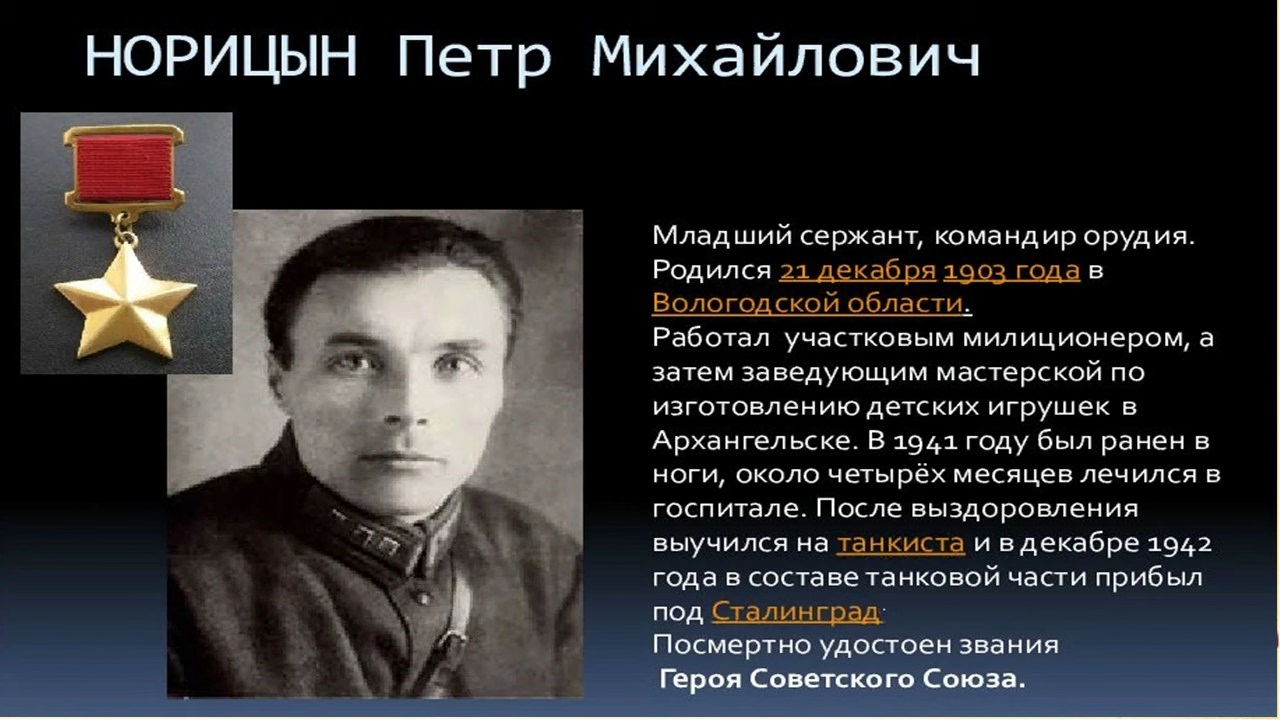 НОРИЦЫН Петр Михайлович
Младший сержант, командир орудия.
Родился 21 декабря 1903 года в
Вологодской области.
Работал участковым милиционером, а
затем заведующим мастерской по
изготовлению детских игрушек в
Архангельске. В 1941 году был ранен в
ноги, около четырёх месяцев лечился в
госпитале. После выздоровления
выучился на танкиста и в декабре 1942
года в составе танковой части прибыл
под Сталинград.
Посмертно удостоен звания
Героя Советского Союза.